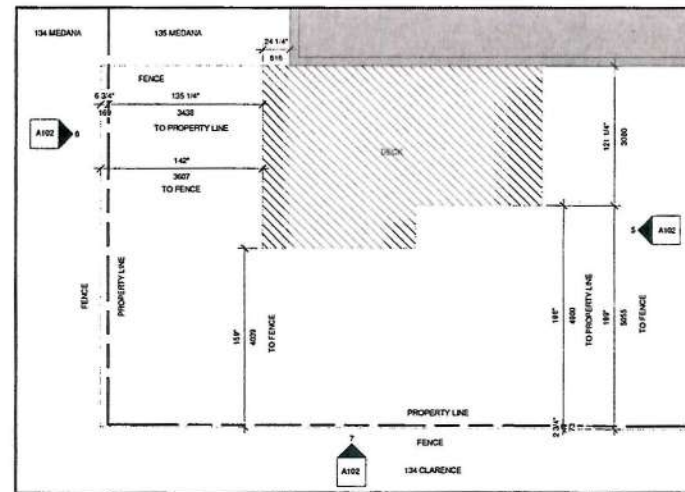 134 MEDANA
135 MEDANA
24 1/4"
616
FENCE
6 3/4"
135 1/4"
169
3438
TO PROPERTY LINE
A102
6
142"
3607
TO FENCE
DECK
121 1/4"
3080
5
A102
FENCE
PROPERTY LINE
159"
4039
TO FENCE
196"
4980
TO PROPERTY LINE
199"
5055
TO FENCE
PROPERTY LINE
2 3/4"
73
7
FENCE
A102
134 CLARENCE